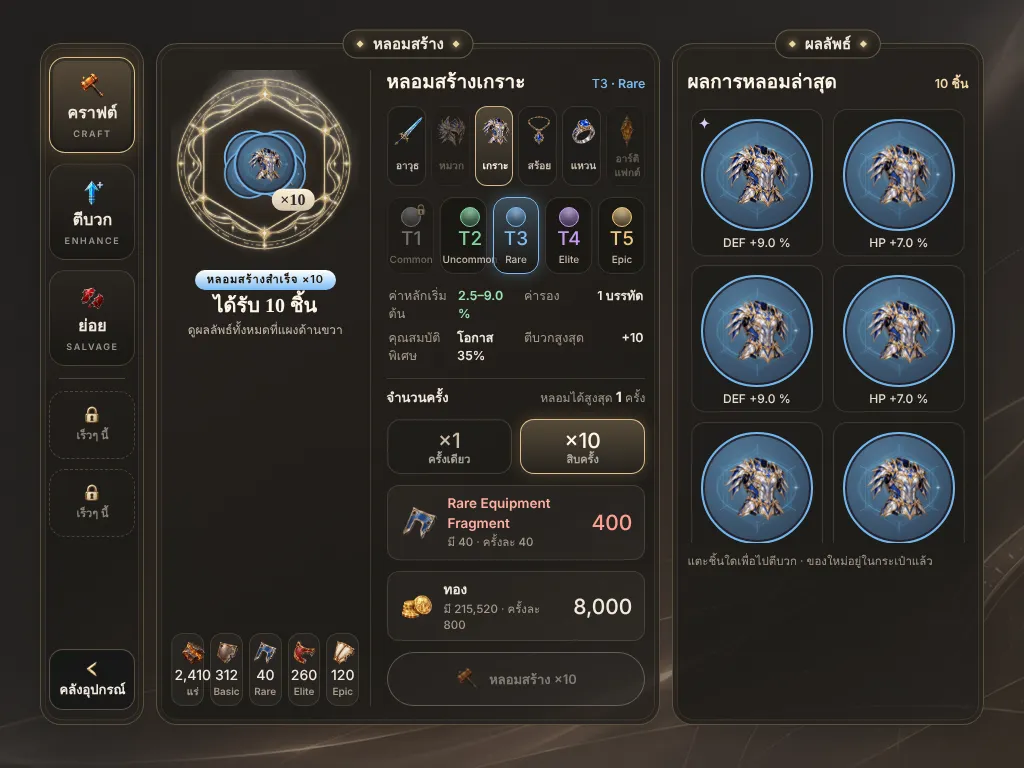 หลอมสร้าง
ผลลัพธ์
คราฟต์
CRAFT
ตีบวก
ENHANCE
ย่อย
SALVAGE
เร็วๆ นี้
เร็วๆ นี้
คลังอุปกรณ์
×10
หลอมสร้างสำเร็จ ×10
ได้รับ 10 ชิ้น
ดูผลลัพธ์ทั้งหมดที่แผงด้านขวา
2,410 312 40 260 120
แร่ Basic Rare Elite Epic
หลอมสร้างเกราะ T3 · Rare
อาวุธ หมวก เกราะ สร้อย แหวน อาร์ติ
แฟกต์
T1 T2 T3 T4 T5
Common Uncommon Rare Elite Epic
ค่าหลักเริ่ม 2.5–9.0 ค่ารอง 1 บรรทัด
ต้น %
คุณสมบัติ โอกาส ตีบวกสูงสุด +10
พิเศษ 35%
จำนวนครั้ง หลอมได้สูงสุด 1 ครั้ง
×1 ×10
ครั้งเดียว สิบครั้ง
Rare Equipment
Fragment 400
มี 40 · ครั้งละ 40
ทอง
มี 215,520 · ครั้งละ 8,000
800
หลอมสร้าง ×10
ผลการหลอมล่าสุด 10 ชิ้น
DEF +9.0 % HP +7.0 %
DEF +9.0 % HP +7.0 %
แตะชิ้นใดเพื่อไปตีบวก · ของใหม่อยู่ในกระเป๋าแล้ว